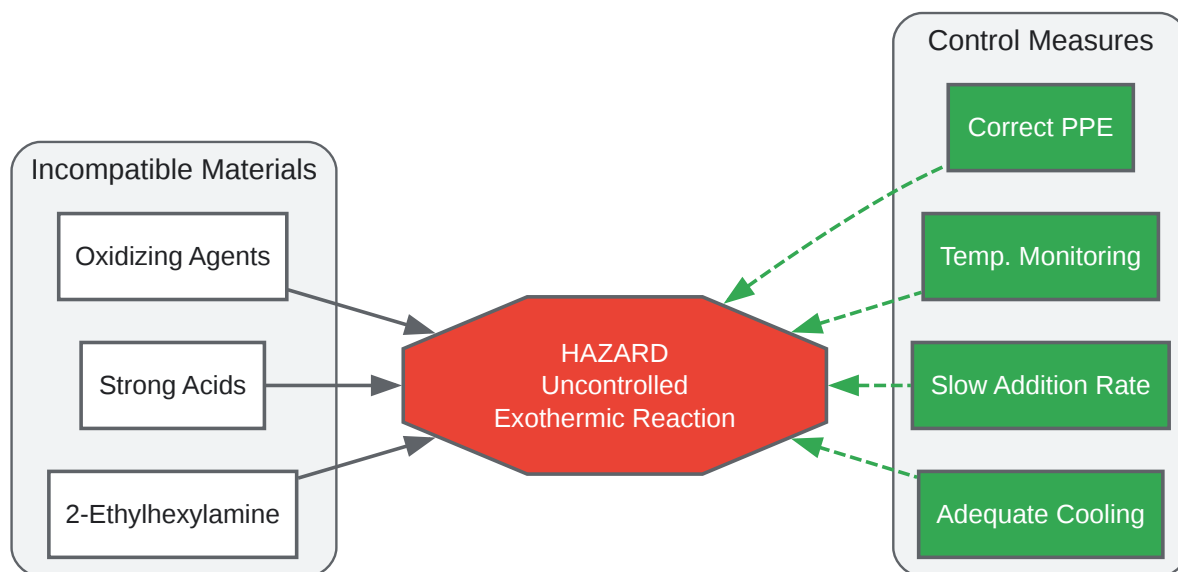 Incompatible Materials
Oxidizing Agents
Strong Acids
2-Ethylhexylamine
HAZARD
Uncontrolled
Exothermic Reaction
Control Measures
Correct PPE
Temp. Monitoring
Slow Addition Rate
Adequate Cooling